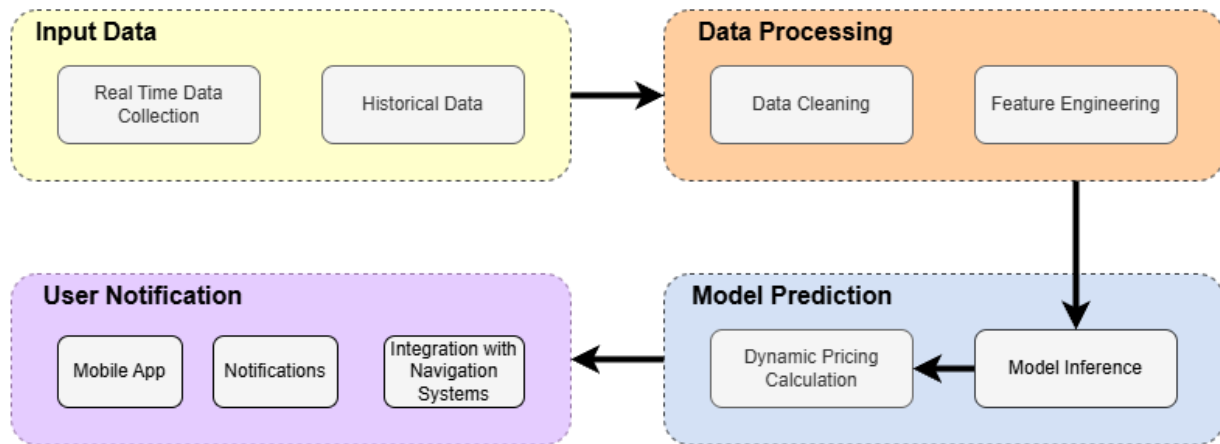 Input Data
Real Time Data
Collection
Historical Data
Data Processing
Data Cleaning
Feature Engineering
User Notification
Mobile App
Notifications
Integration with
Navigation
Systems
Model Prediction
Dynamic Pricing
Calculation
Model Inference